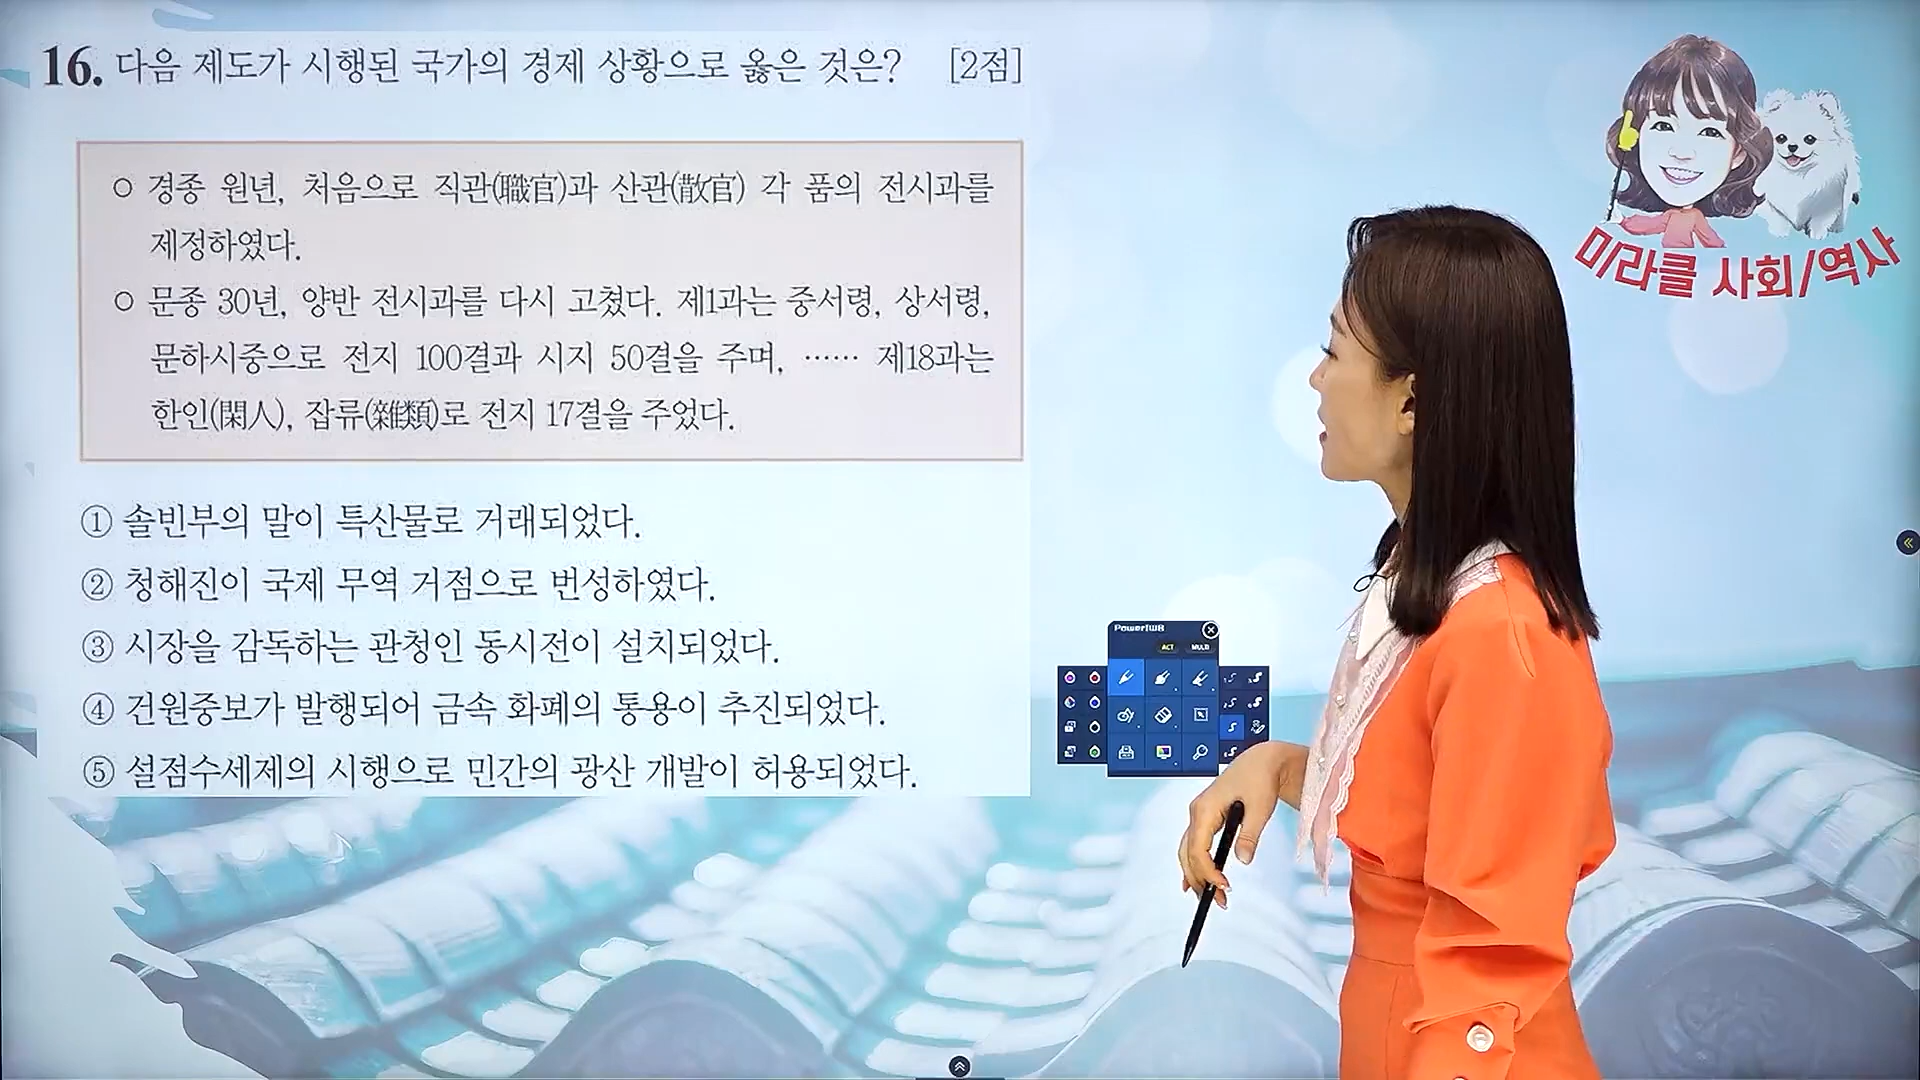 16. 다음 제도가 시행된 국가의 경제 상황으로 옳은 것은? [2점]
○ 경종 원년, 처음으로 직관(職官)과 산관(散官) 각 품의 전시과를
제정하였다.
○ 문종 30년, 양반 전시과를 다시 고쳤다. 제1과는 중서령, 상서령,
문하시중으로 전지 100결과 시지 50결을 주며, ⋯⋯ 제18과는
한인(閑人), 잡류(雜類)로 전지 17결을 주었다.
① 솔빈부의 말이 특산물로 거래되었다.
② 청해진이 국제 무역 거점으로 번성하였다.
③ 시장을 감독하는 관청인 동시전이 설치되었다.
④ 건원중보가 발행되어 금속 화폐의 통용이 추진되었다.
⑤ 설점수세제의 시행으로 민간의 광산 개발이 허용되었다.
미라클 사회/역사
PowerIWB
ACT MULTI